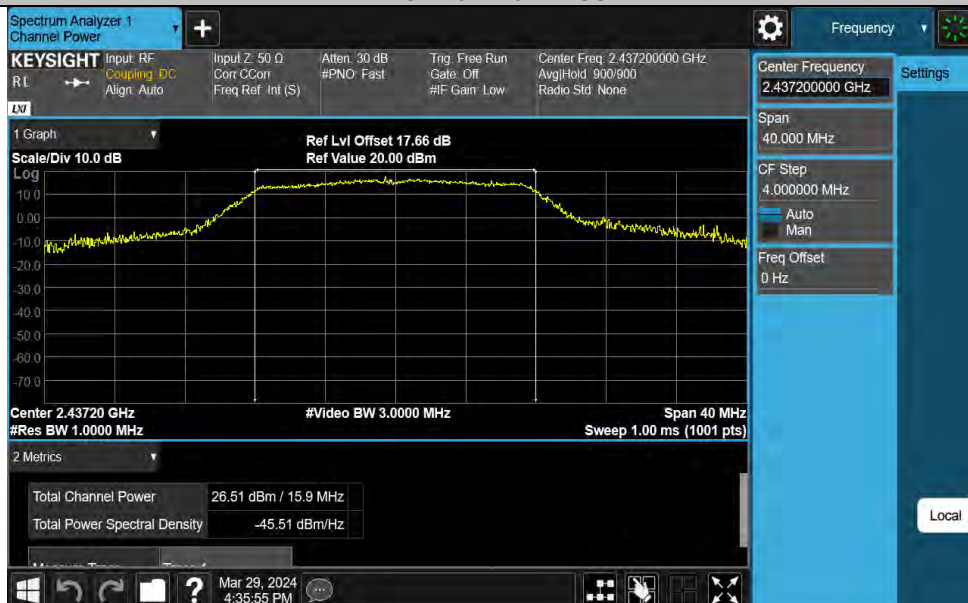 Spectrum Analyzer 1
Channel Power
+
Frequency
KEYSIGHT
Input: RF
Coupling: DC
Align: Auto
Input Z: 50 Ω
Corr CCorr
Freq Ref: Int (S)
Atten: 30 dB
#PNO: Fast
Trig: Free Run
Gate: Off
#IF Gain: Low
Center Freq: 2.437200000 GHz
Avg|Hold: 900/900
Radio Std: None
LXI
Center Frequency
2.437200000 GHz
Settings
Span
40.000 MHz
CF Step
4.000000 MHz
Auto
Man
Freq Offset
0 Hz
1 Graph
Scale/Div 10.0 dB
Ref Lvl Offset 17.66 dB
Ref Value 20.00 dBm
Log
10.0
0.00
-10.0
-20.0
-30.0
-40.0
-50.0
-60.0
-70.0
Center 2.43720 GHz
#Video BW 3.0000 MHz
Span 40 MHz
#Res BW 1.0000 MHz
Sweep 1.00 ms (1001 pts)
2 Metrics
Total Channel Power 26.51 dBm / 15.9 MHz
Total Power Spectral Density -45.51 dBm/Hz
Local
?
Mar 29, 2024
4:35:55 PM